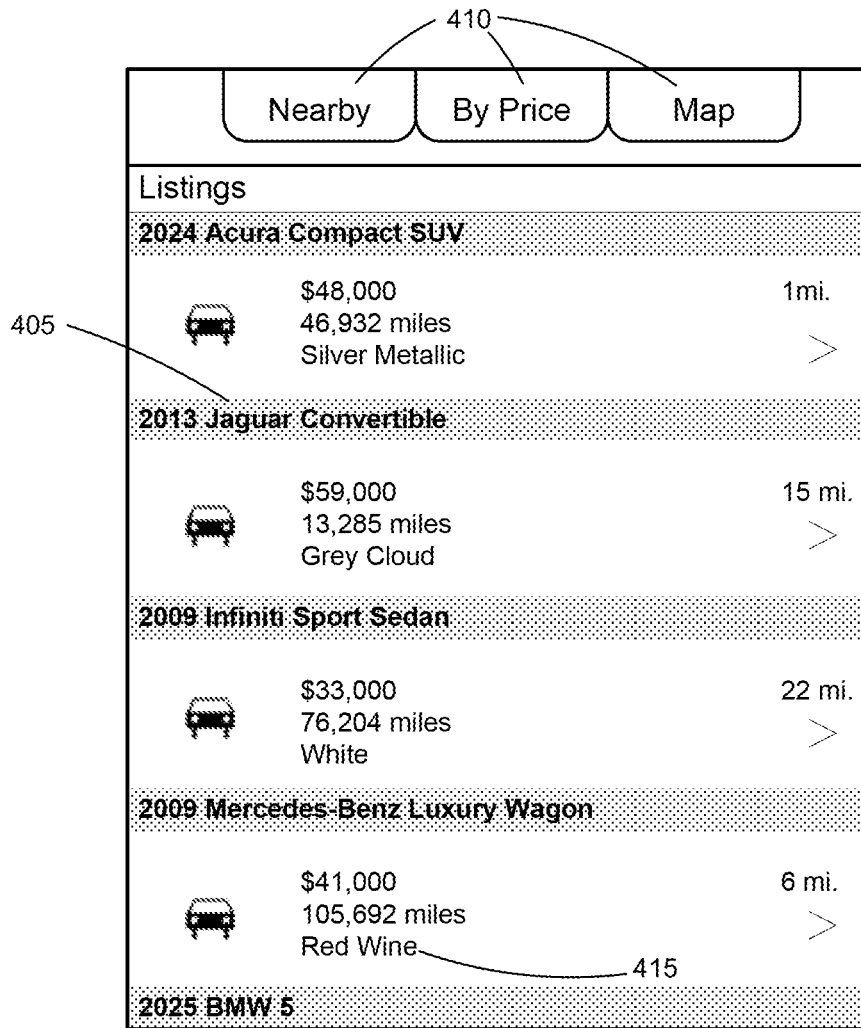 410
Nearby By Price Map
Listings
2024 Acura Compact SUV
$48,000 1mi.
46,932 miles
405
Silver Metallic >
2013 Jaguar Convertible
$59,000 15 mi.
13,285 miles
Grey Cloud >
2009 Infiniti Sport Sedan
$33,000 22 mi.
76,204 miles
White >
2009 Mercedes-Benz Luxury Wagon
$41,000 6 mi.
105,692 miles
Red Wine >
415
2025 BMW 5